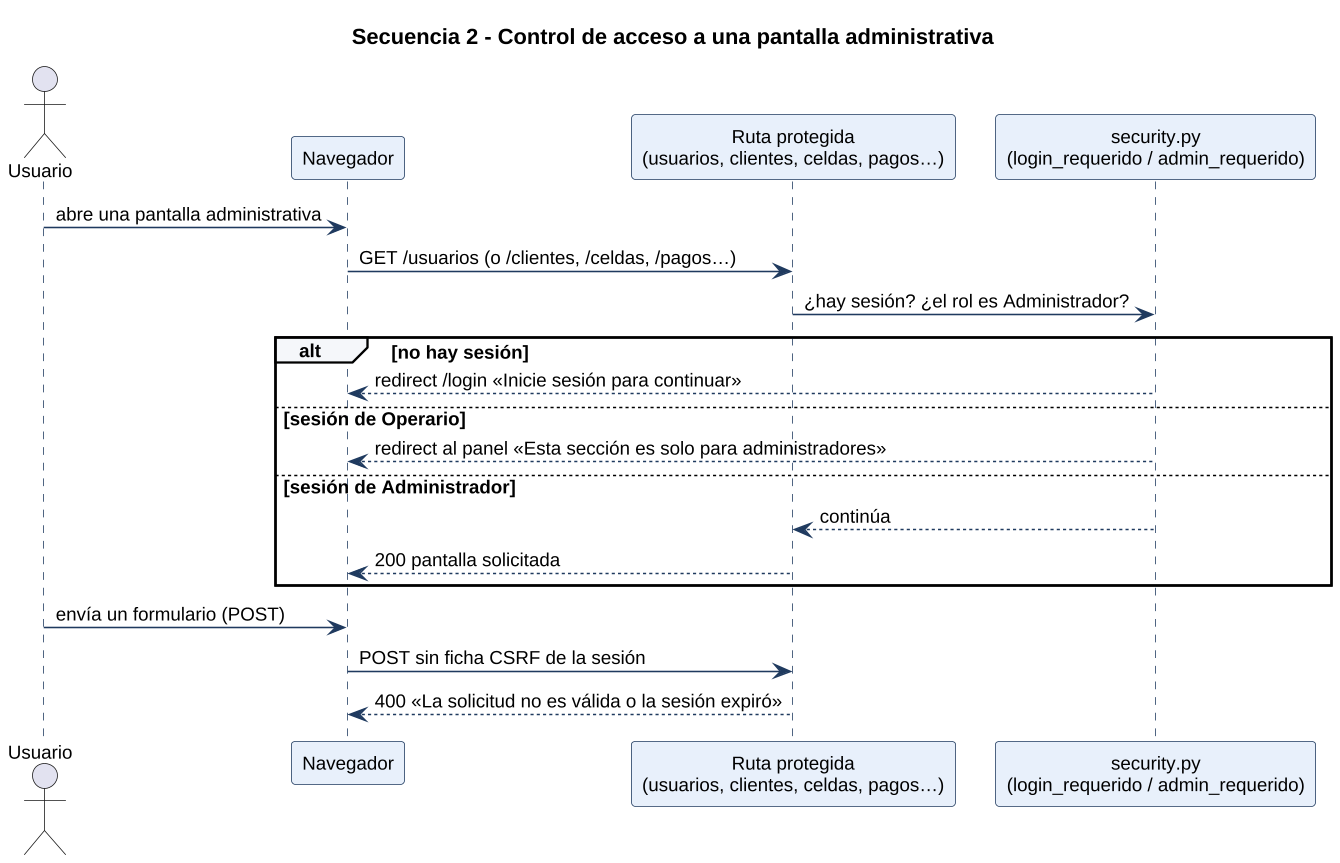 Secuencia 2 - Control de acceso a una pantalla administrativa
Usuario
Navegador
Ruta protegida
(usuarios, clientes, celdas, pagos…)
security.py
(login_requerido / admin_requerido)
abre una pantalla administrativa
GET /usuarios (o /clientes, /celdas, /pagos…)
¿hay sesión? ¿el rol es Administrador?
alt
[no hay sesión]
redirect /login «Inicie sesión para continuar»
[sesión de Operario]
redirect al panel «Esta sección es solo para administradores»
[sesión de Administrador]
continúa
200 pantalla solicitada
envía un formulario (POST)
POST sin ficha CSRF de la sesión
400 «La solicitud no es válida o la sesión expiró»
Usuario
Navegador
Ruta protegida
(usuarios, clientes, celdas, pagos…)
security.py
(login_requerido / admin_requerido)